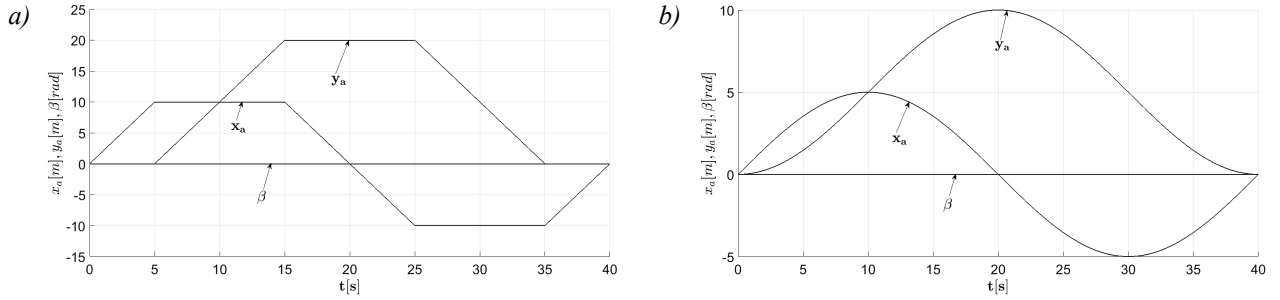 a)
25
20
15
10
5
0
-5
-10
-15
0 5 10 15 20 25 30 35 40
x_a[m], y_a[m], β[rad]
t[s]
y_a
x_a
β
b)
10
5
0
-5
0 5 10 15 20 25 30 35 40
x_a[m], y_a[m], β[rad]
t[s]
y_a
x_a
β